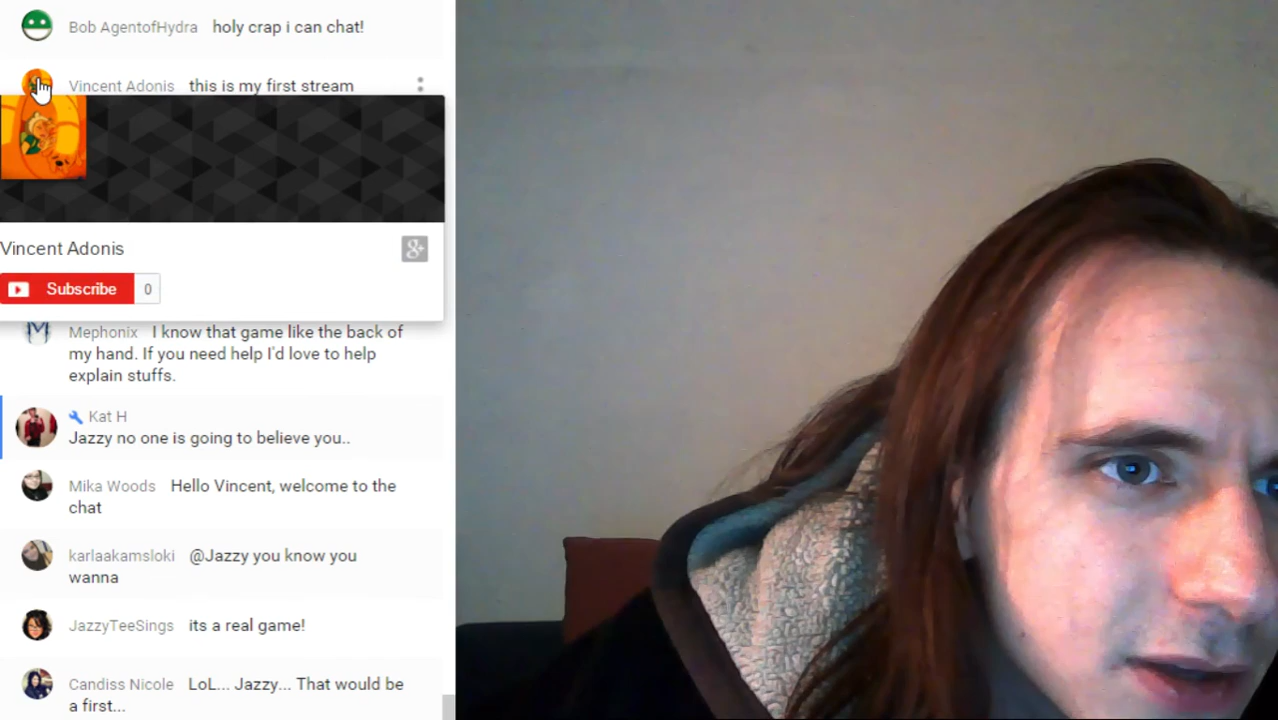 Bob AgentofHydra holy crap i can chat!
Vincent Adonis this is my first stream
Vincent Adonis
g+
Subscribe 0
Mephonix I know that game like the back of
my hand. If you need help I'd love to help
explain stuffs.
Kat H
Jazzy no one is going to believe you..
Mika Woods Hello Vincent, welcome to the
chat
karlaakamsloki @Jazzy you know you
wanna
JazzyTeeSings its a real game!
Candiss Nicole LoL... Jazzy... That would be
a first...